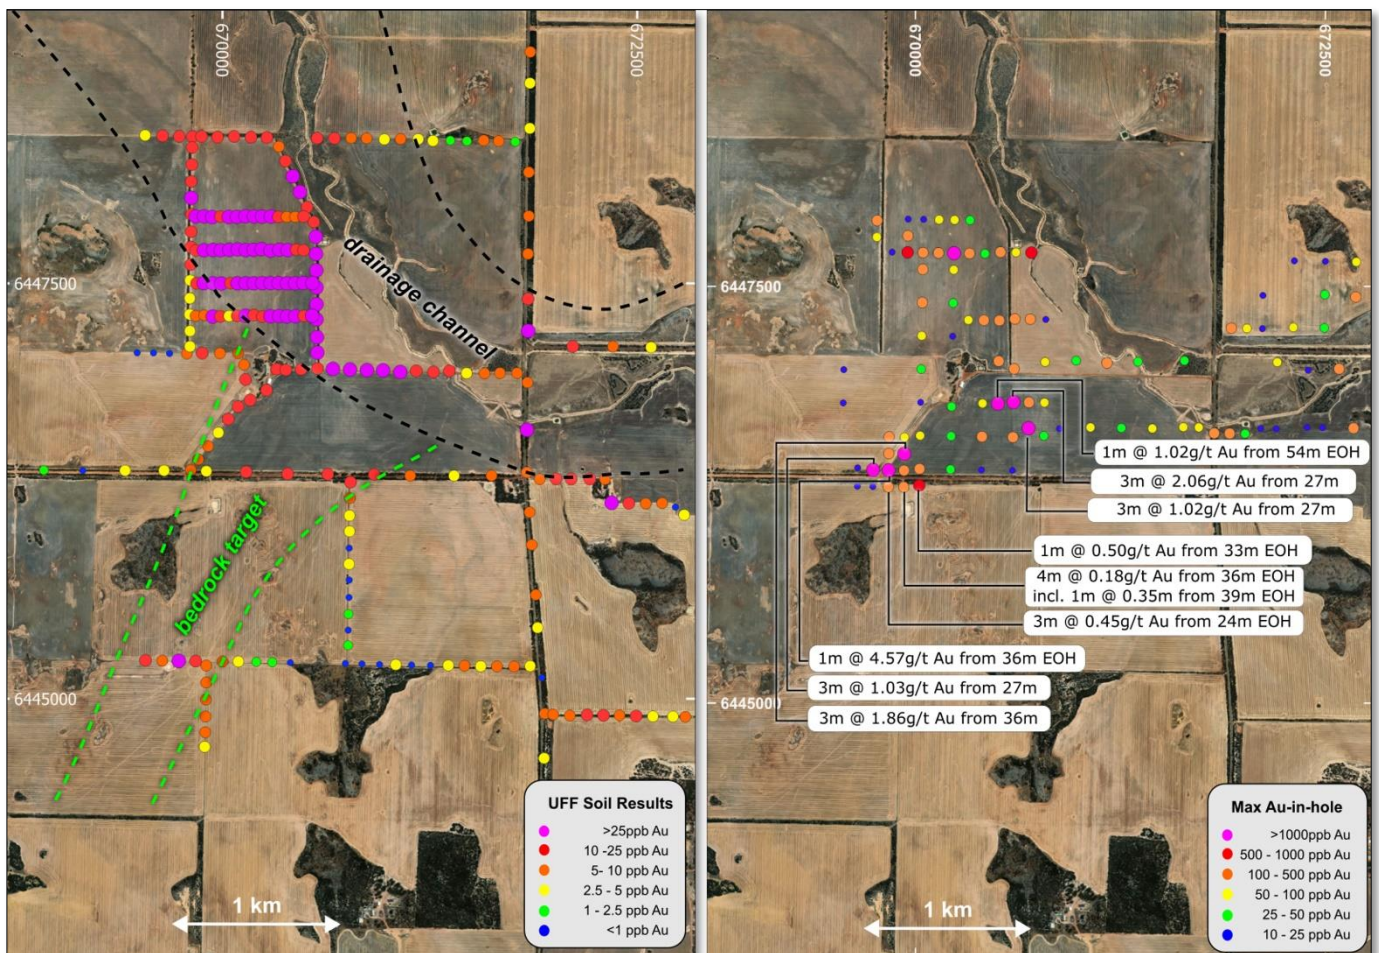 670000
672500
6447500
drainage channel
bedrock target
6445000
1 km
UFF Soil Results
>25ppb Au
10 -25 ppb Au
5- 10 ppb Au
2.5 - 5 ppb Au
1 - 2.5 ppb Au
<1 ppb Au
670000
672500
6447500
1m @ 1.02g/t Au from 54m EOH
3m @ 2.06g/t Au from 27m
3m @ 1.02g/t Au from 27m
1m @ 0.50g/t Au from 33m EOH
4m @ 0.18g/t Au from 36m EOH
incl. 1m @ 0.35m from 39m EOH
3m @ 0.45g/t Au from 24m EOH
1m @ 4.57g/t Au from 36m EOH
3m @ 1.03g/t Au from 27m
3m @ 1.86g/t Au from 36m
6445000
1 km
Max Au-in-hole
>1000ppb Au
500 - 1000 ppb Au
100 - 500 ppb Au
50 - 100 ppb Au
25 - 50 ppb Au
10 - 25 ppb Au